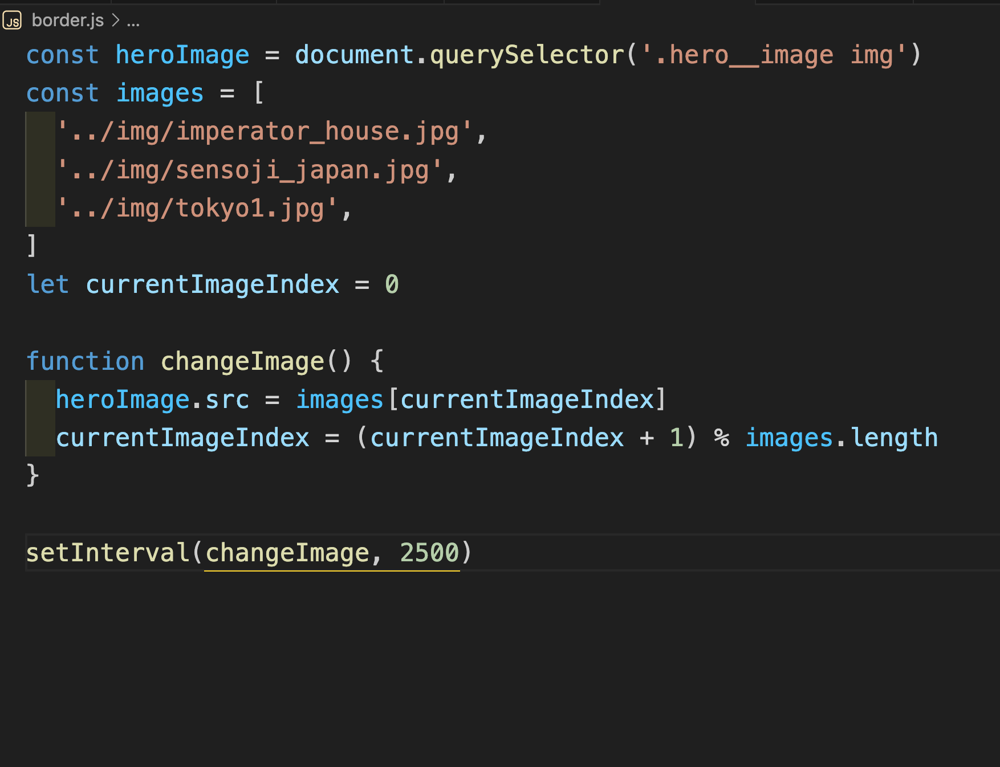 JS border.js > ...
const heroImage = document.querySelector('.hero__image img')
const images = [
'../img/imperator_house.jpg',
'../img/sensoji_japan.jpg',
'../img/tokyo1.jpg',
]
let currentImageIndex = 0
function changeImage() {
heroImage.src = images[currentImageIndex]
currentImageIndex = (currentImageIndex + 1) % images.length
}
setInterval(changeImage, 2500)